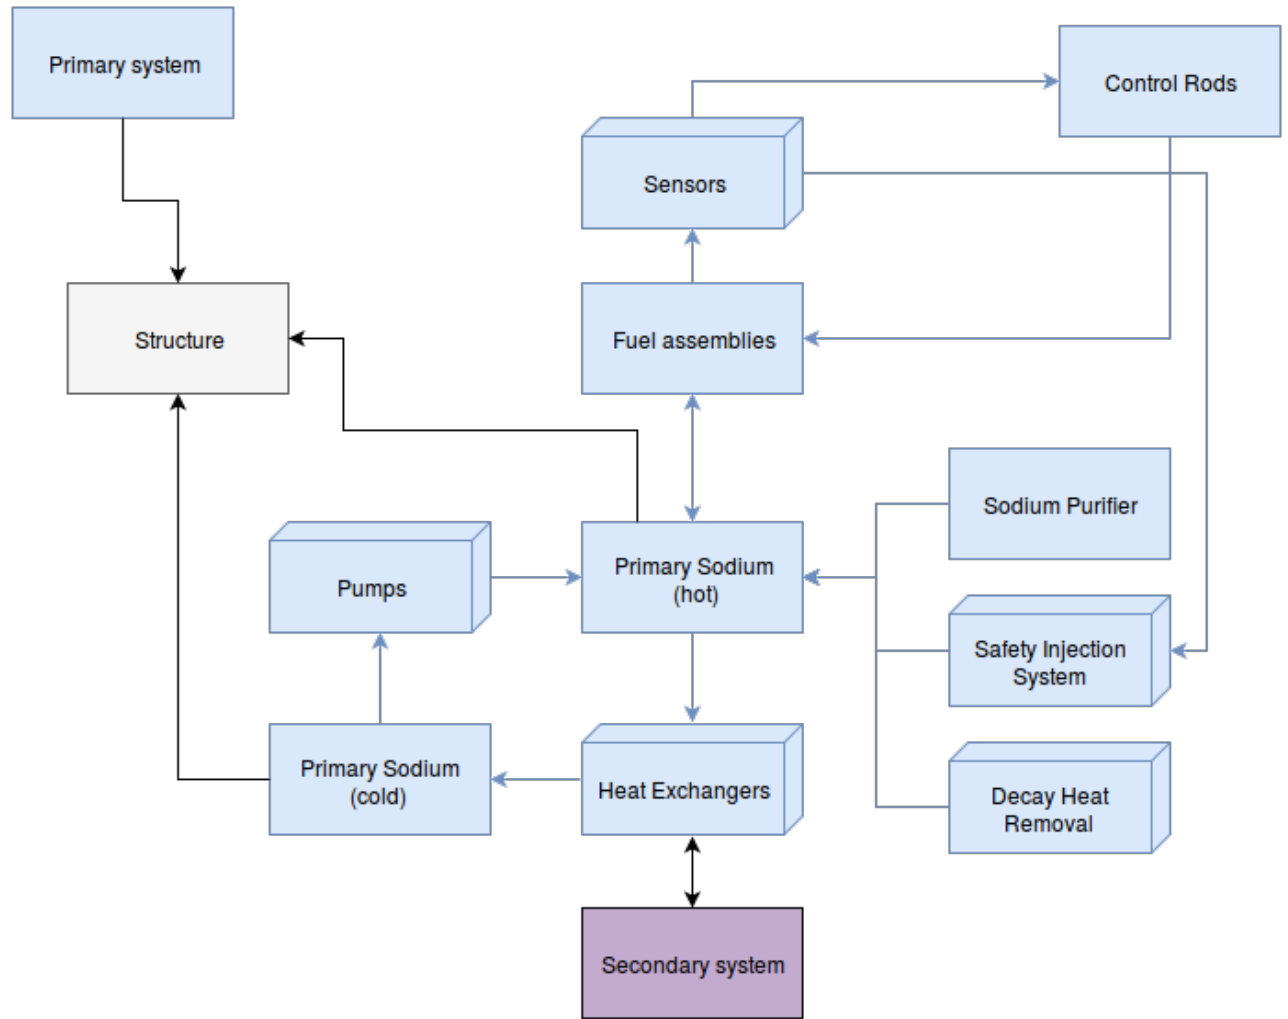 Primary system
Control Rods
Sensors
Structure
Fuel assemblies
Sodium Purifier
Primary Sodium
(hot)
Pumps
Safety Injection
System
Primary Sodium
(cold)
Heat Exchangers
Decay Heat
Removal
Secondary system